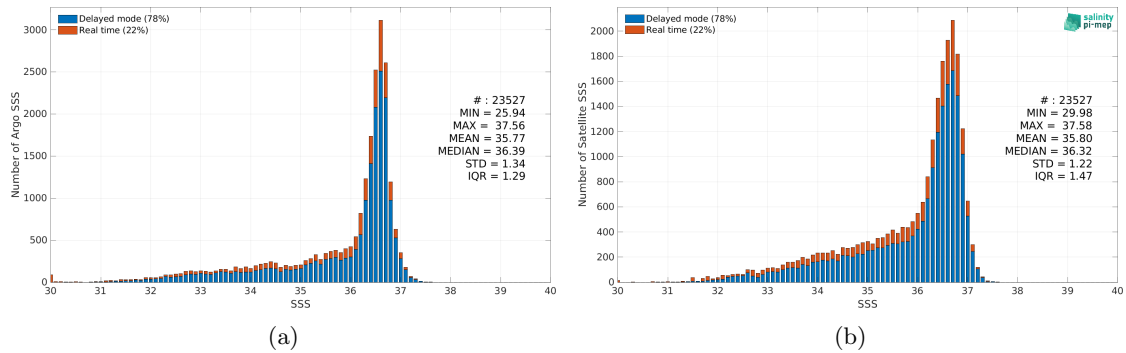 Delayed mode (78%)
Real time (22%)
Number of Argo SSS
3000
2500
2000
1500
1000
500
0
# : 23527
MIN = 25.94
MAX = 37.56
MEAN = 35.77
MEDIAN = 36.39
STD = 1.34
IQR = 1.29
30 31 32 33 34 35 36 37 38 39 40
SSS
(a)
Delayed mode (78%)
Real time (22%)
salinity
pi-mep
Number of Satellite SSS
2000
1800
1600
1400
1200
1000
800
600
400
200
0
# : 23527
MIN = 29.98
MAX = 37.58
MEAN = 35.80
MEDIAN = 36.32
STD = 1.22
IQR = 1.47
30 31 32 33 34 35 36 37 38 39 40
SSS
(b)